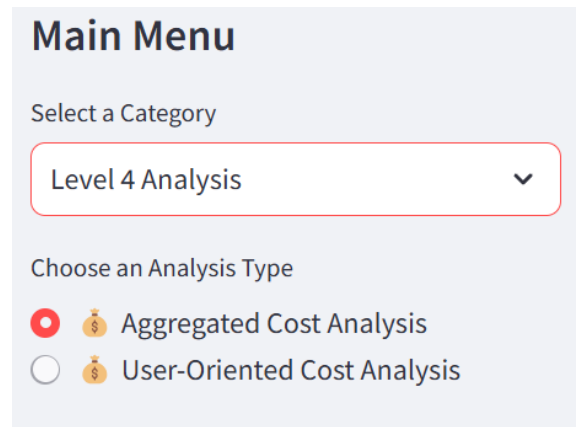 Main Menu
Select a Category
Level 4 Analysis
Choose an Analysis Type
Aggregated Cost Analysis
User-Oriented Cost Analysis